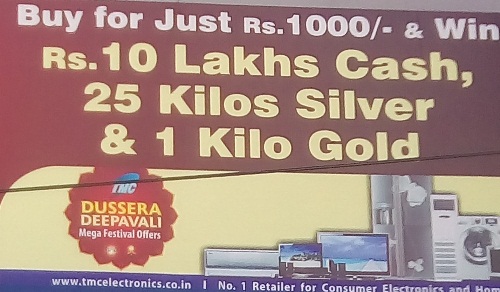 Buy for Just Rs.1000/- & Win
Rs.10 Lakhs Cash,
25 Kilos Silver
& 1 Kilo Gold
TMC
DUSSERA
DEEPAVALI
Mega Festival Offers
www.tmcelectronics.co.in | No. 1 Retailer for Consumer Electronics and Hom